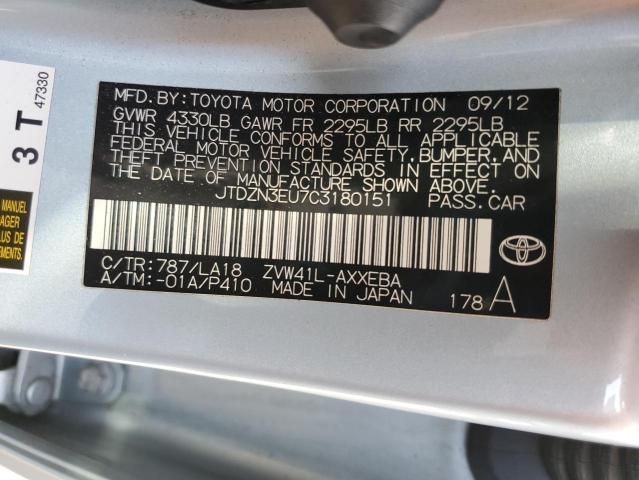 MFD.BY:TOYOTA MOTOR CORPORATION 09/12
GVWR 4330LB GAWR FR 2295LB RR 2295LB
THIS VEHICLE CONFORMS TO ALL APPLICABLE
FEDERAL MOTOR VEHICLE SAFETY,BUMPER,AND
THEFT PREVENTION STANDARDS IN EFFECT ON
THE DATE OF MANUFACTURE SHOWN ABOVE.
JTDZN3EU7C3180151 PASS.CAR
C/TR:787/LA18 ZVW41L-AXXEBA
A/TM:-01A/P410 MADE IN JAPAN
178 A
3 T
47330
MANAGER